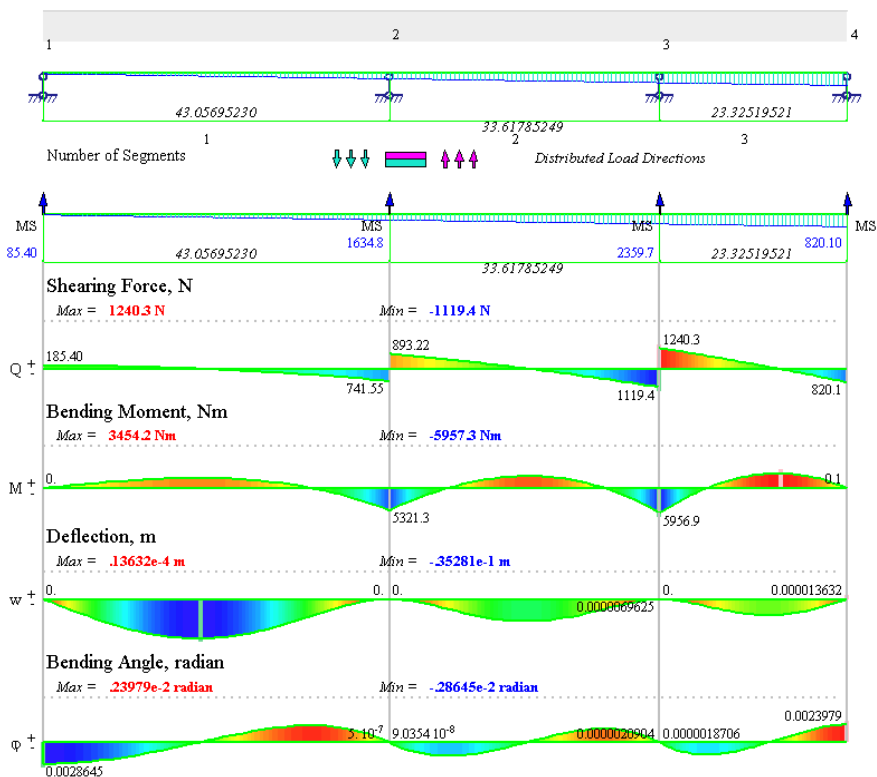 1 2 3 4
43.05695230 33.61785249 23.32519521
1 2 3
Number of Segments Distributed Load Directions
MS MS MS MS
85.40 1634.8 2359.7 820.10
43.05695230 33.61785249 23.32519521
Shearing Force, N
Max = 1240.3 N Min = -1119.4 N
Q + - 185.40 741.55 893.22 1119.4 1240.3 820.1
Bending Moment, Nm
Max = 3454.2 Nm Min = -5957.3 Nm
M + - 0. 5321.3 5956.9 0.1
Deflection, m
Max = .13632e-4 m Min = -.35281e-1 m
w + - 0. 0. 0. 0.0000069625 0. 0.000013632
Bending Angle, radian
Max = .23979e-2 radian Min = -.28645e-2 radian
φ + - 0.0028645 5. 10⁻⁷ 9.0354 10⁻⁸ 0.0000020904 0.0000018706 0.0023979